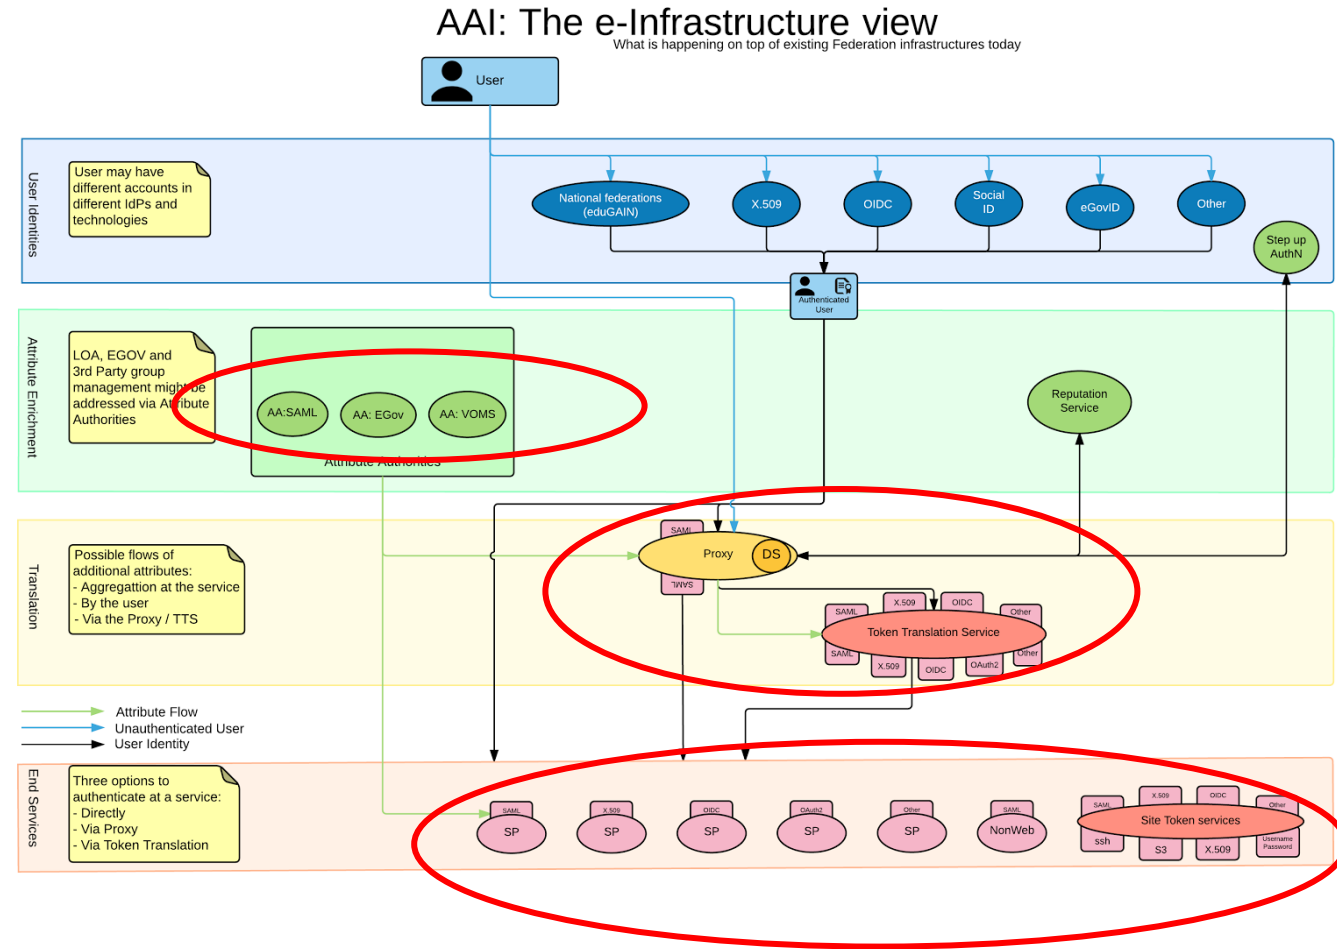 AAI: The e-Infrastructure view
What is happening on top of existing Federation infrastructures today
User
User Identities
User may have
different accounts in
different IdPs and
technologies
National federations
(eduGAIN)
X.509
OIDC
Social
ID
eGovID
Other
Step up
AuthN
Authenticated
User
Attribute Enrichment
LOA, EGOV and
3rd Party group
management might be
addressed via Attribute
Authorities
AA:SAML
AA: EGov
AA: VOMS
Attribute Authorities
Reputation
Service
Translation
Possible flows of
additional attributes:
- Aggregattion at the service
- By the user
- Via the Proxy / TTS
SAML
Proxy
DS
SAML
SAML
X.509
OIDC
Other
Token Translation Service
SAML
X.509
OIDC
OAuth2
Other
Attribute Flow
Unauthenticated User
User Identity
End Services
Three options to
authenticate at a service:
- Directly
- Via Proxy
- Via Token Translation
SAML
SP
X.509
SP
OIDC
SP
OAuth2
SP
Other
SP
SAML
NonWeb
SAML
X.509
OIDC
Other
Site Token services
ssh
S3
X.509
Username
Password